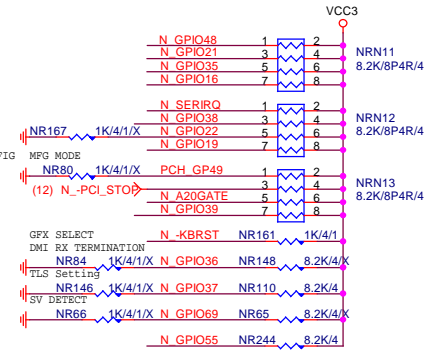 VCC3
N_GPIO48 1 2
N_GPIO21 3 4 NRN11
N_GPIO35 5 6 8.2K/8P4R/4
N_GPIO16 7 8
N_SERIRQ 1 2
N_GPIO38 3 4 NRN12
NR167 1K/4/1/X N_GPIO22 5 6 8.2K/8P4R/4
N_GPIO19 7 8
FIG MFG MODE
NR80 1K/4/1/X PCH_GP49 1 2
(12) N_-PCI_STOP 3 4 NRN13
N_A20GATE 5 6 8.2K/8P4R/4
N_GPIO39 7 8
GFX SELECT N_-KBRST NR161 1K/4/1
DMI RX TERMINATION
NR84 1K/4/1/X N_GPIO36 NR148 8.2K/4/X
TLS Setting
NR146 1K/4/1/X N_GPIO37 NR110 8.2K/4
SV DETECT
NR66 1K/4/1/X N_GPIO69 NR65 8.2K/4/X
N_GPIO55 NR244 8.2K/4